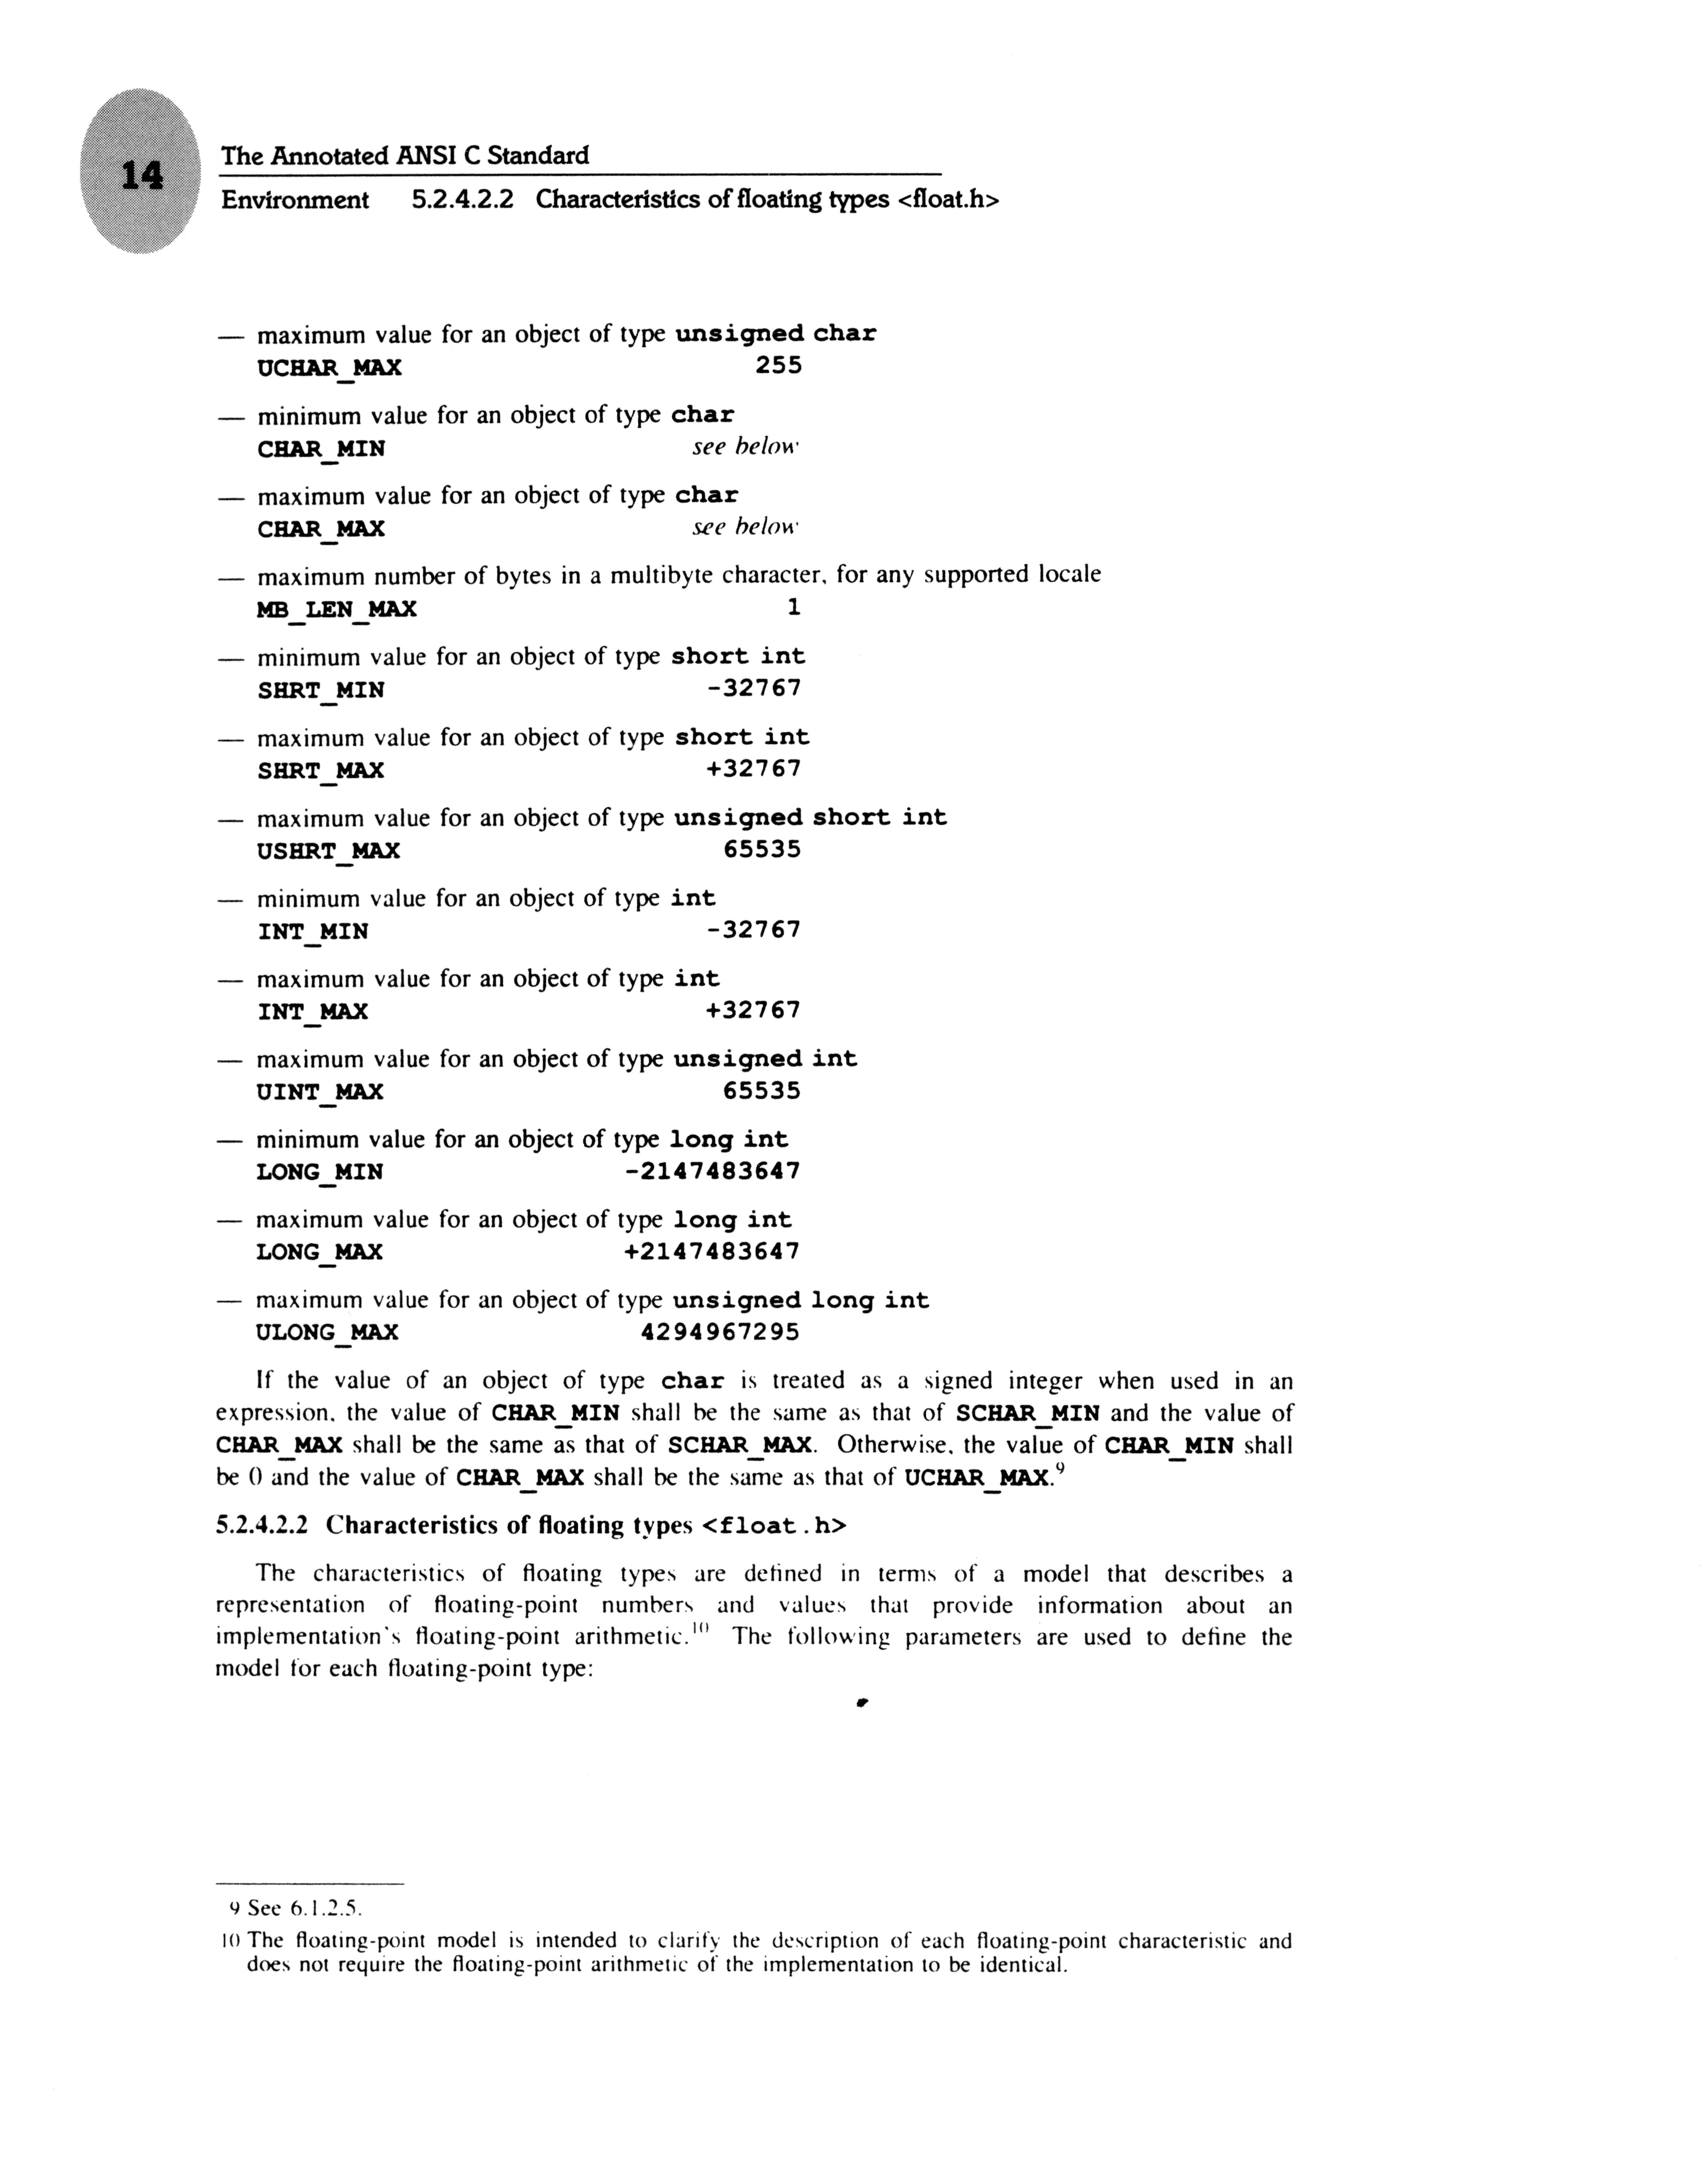 14
The Annotated ANSI C Standard
Environment 5.2.4.2.2 Characteristics of floating types <float.h>
— maximum value for an object of type unsigned char
UCHAR_MAX 255
— minimum value for an object of type char
CHAR_MIN see below
— maximum value for an object of type char
CHAR_MAX see below
— maximum number of bytes in a multibyte character, for any supported locale
MB_LEN_MAX 1
— minimum value for an object of type short int
SHRT_MIN -32767
— maximum value for an object of type short int
SHRT_MAX +32767
— maximum value for an object of type unsigned short int
USHRT_MAX 65535
— minimum value for an object of type int
INT_MIN -32767
— maximum value for an object of type int
INT_MAX +32767
— maximum value for an object of type unsigned int
UINT_MAX 65535
— minimum value for an object of type long int
LONG_MIN -2147483647
— maximum value for an object of type long int
LONG_MAX +2147483647
— maximum value for an object of type unsigned long int
ULONG_MAX 4294967295
If the value of an object of type char is treated as a signed integer when used in an
expression, the value of CHAR_MIN shall be the same as that of SCHAR_MIN and the value of
CHAR_MAX shall be the same as that of SCHAR_MAX. Otherwise, the value of CHAR_MIN shall
be 0 and the value of CHAR_MAX shall be the same as that of UCHAR_MAX.9
5.2.4.2.2 Characteristics of floating types <float.h>
The characteristics of floating types are defined in terms of a model that describes a
representation of floating-point numbers and values that provide information about an
implementation's floating-point arithmetic.10 The following parameters are used to define the
model for each floating-point type:
9 See 6.1.2.5.
10 The floating-point model is intended to clarify the description of each floating-point characteristic and
does not require the floating-point arithmetic of the implementation to be identical.